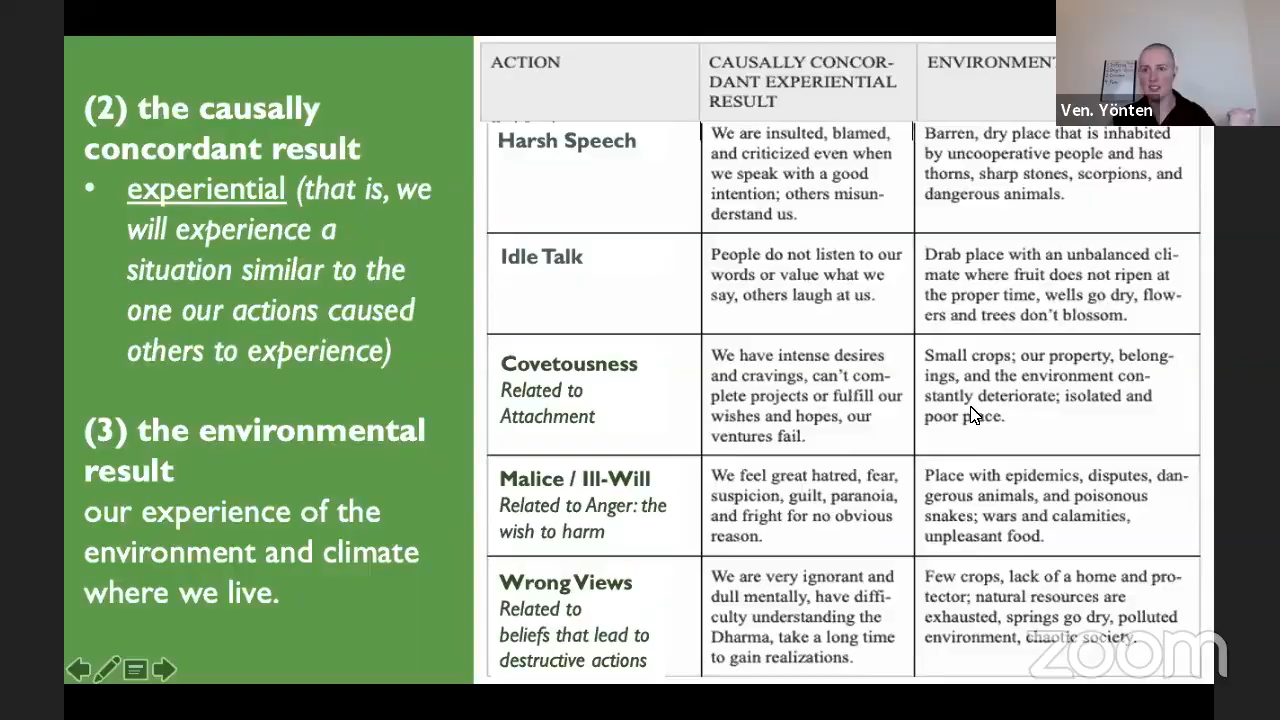 (2) the causally
concordant result
• experiential (that is, we
will experience a
situation similar to the
one our actions caused
others to experience)
(3) the environmental
result
our experience of the
environment and climate
where we live.
ACTION
CAUSALLY CONCOR-
DANT EXPERIENTIAL
RESULT
ENVIRONMENT
Harsh Speech
We are insulted, blamed,
and criticized even when
we speak with a good
intention; others misun-
derstand us.
Barren, dry place that is inhabited
by uncooperative people and has
thorns, sharp stones, scorpions, and
dangerous animals.
Idle Talk
People do not listen to our
words or value what we
say, others laugh at us.
Drab place with an unbalanced cli-
mate where fruit does not ripen at
the proper time, wells go dry, flow-
ers and trees don't blossom.
Covetousness
Related to
Attachment
We have intense desires
and cravings, can't com-
plete projects or fulfill our
wishes and hopes, our
ventures fail.
Small crops; our property, belong-
ings, and the environment con-
stantly deteriorate; isolated and
poor place.
Malice / Ill-Will
Related to Anger: the
wish to harm
We feel great hatred, fear,
suspicion, guilt, paranoia,
and fright for no obvious
reason.
Place with epidemics, disputes, dan-
gerous animals, and poisonous
snakes; wars and calamities,
unpleasant food.
Wrong Views
Related to
beliefs that lead to
destructive actions
We are very ignorant and
dull mentally, have diffi-
culty understanding the
Dharma, take a long time
to gain realizations.
Few crops, lack of a home and pro-
tector; natural resources are
exhausted, springs go dry, polluted
environment, chaotic society.
Ven. Yönten
zoom